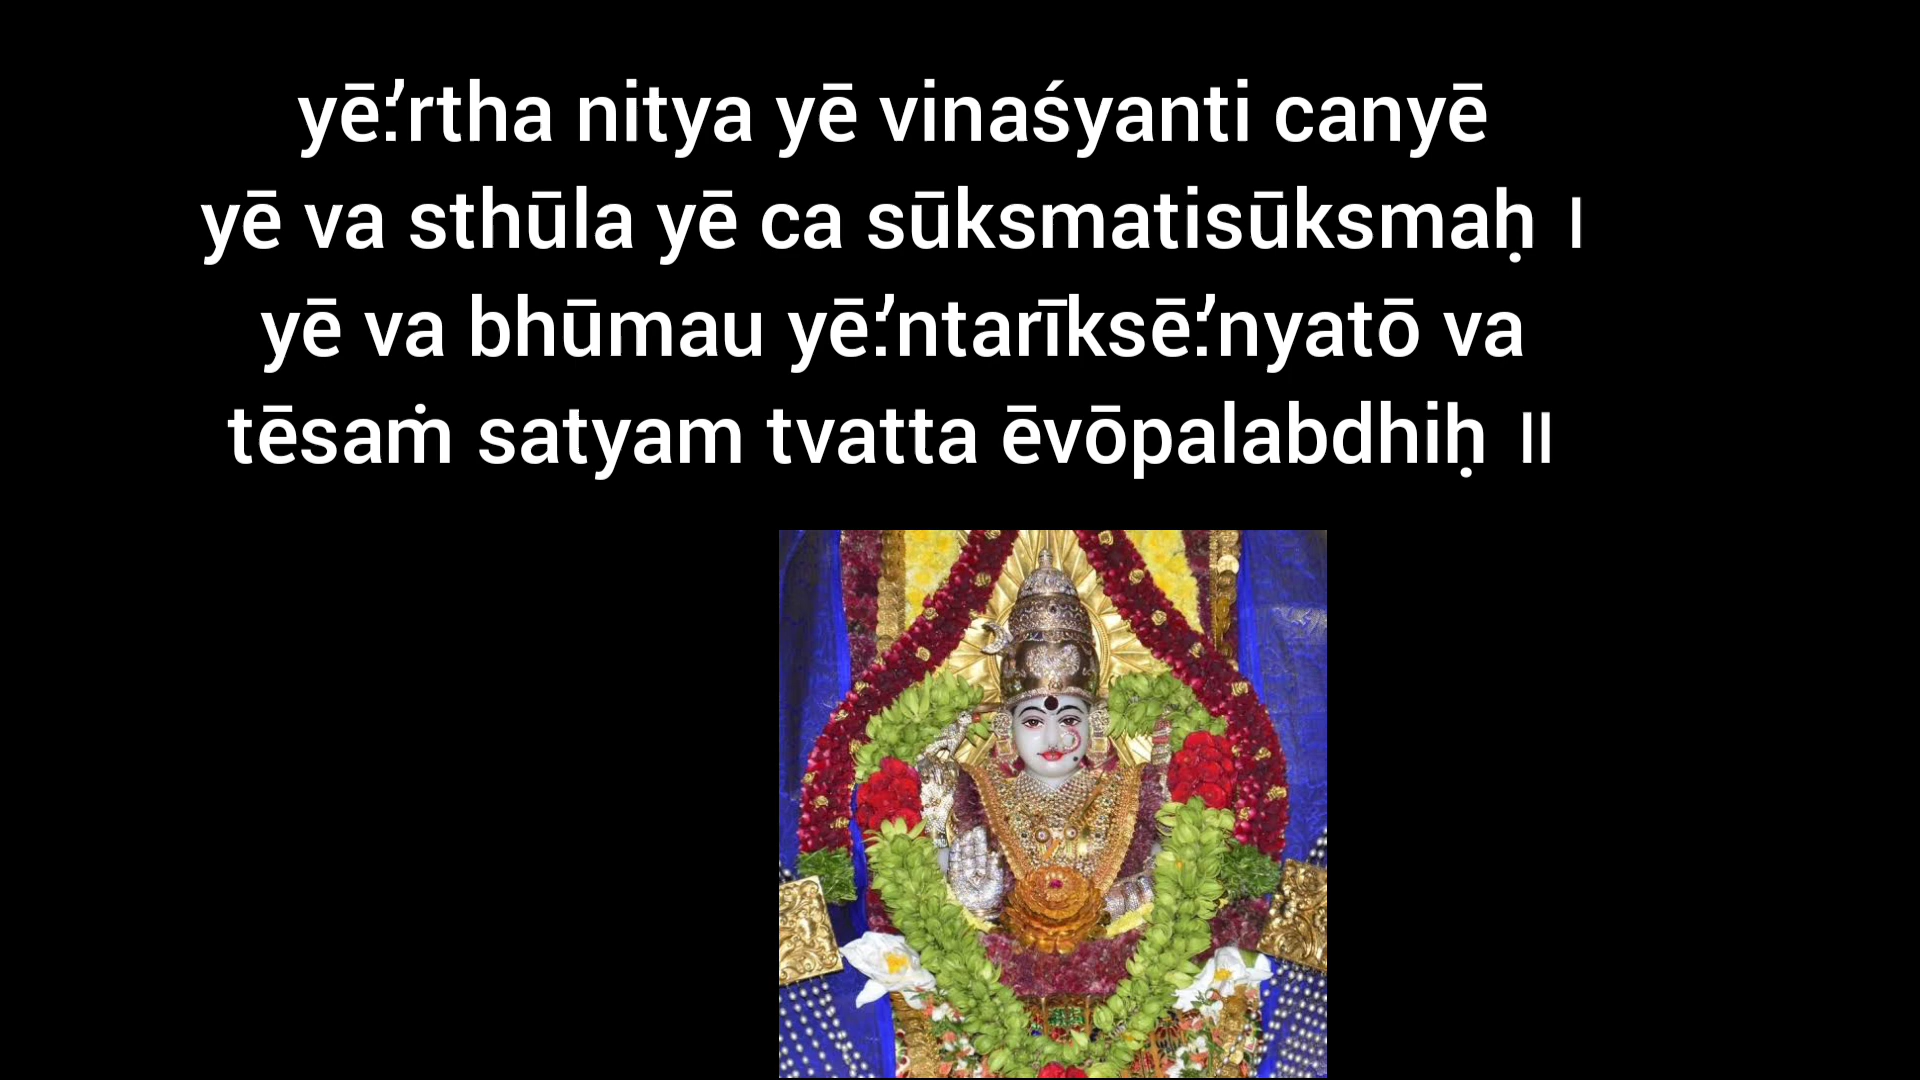 yē:’rtha nitya yē vinaśyanti canyē
yē va sthūla yē ca sūksmatisūksmaḥ ।
yē va bhūmau yē:’ntarīksē:’nyatō va
tēsaṁ satyam tvatta ēvōpalabdhiḥ ॥